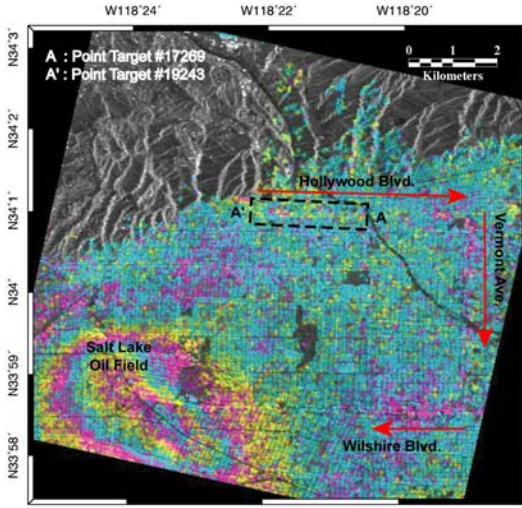 W118°24′ W118°22′ W118°20′
N34°3′
A : Point Target #17269
A' : Point Target #19243
0 1 2
Kilometers
N34°2′
Hollywood Blvd.
N34°1′
A' A
Vermont Ave.
N34°
Salt Lake
Oil Field
N33°59′
Wilshire Blvd.
N33°58′